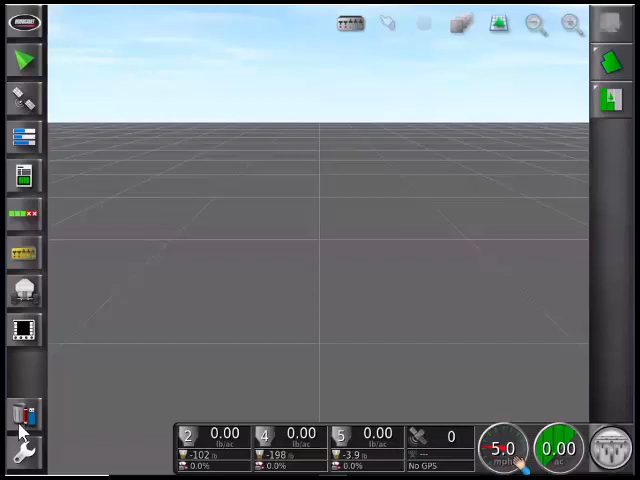 2 0.00 lb/ac
-102 lb
0.0%
4 0.00 lb/ac
-198 lb
0.0%
5 0.00 lb/ac
-3.9 lb
0.0%
0
---
No GPS
5.0
mph
0.00
ac